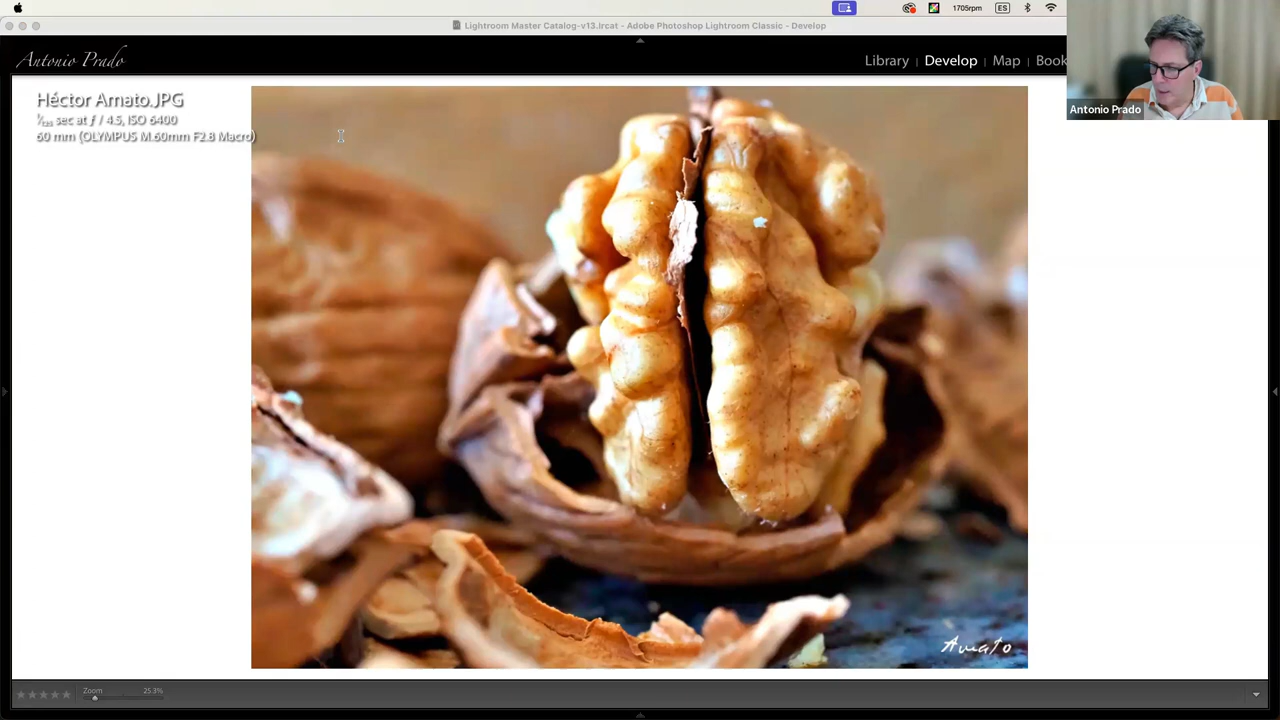 1705rpm ES
Lightroom Master Catalog-v13.lrcat - Adobe Photoshop Lightroom Classic - Develop
Antonio Prado
Library | Develop | Map | Book
Antonio Prado
Héctor Amato.JPG
sec at ƒ / 4.5, ISO 6400
60 mm (OLYMPUS M.60mm F2.8 Macro)
Amato
Zoom 25.3%